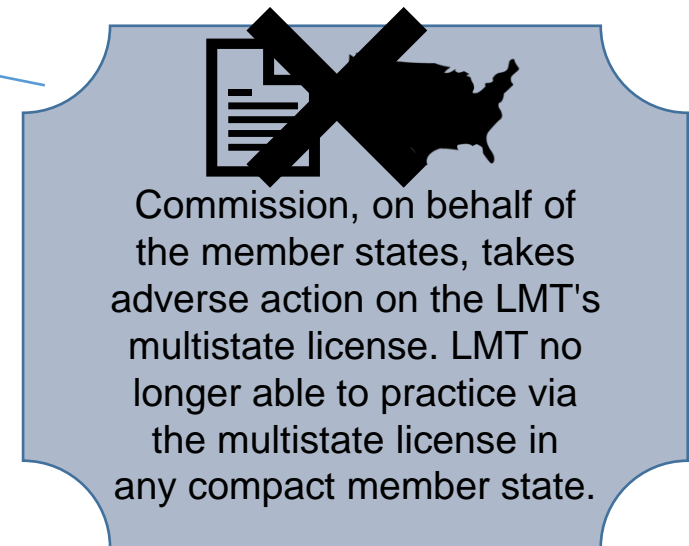 Commission, on behalf of
the member states, takes
adverse action on the LMT's
multistate license. LMT no
longer able to practice via
the multistate license in
any compact member state.